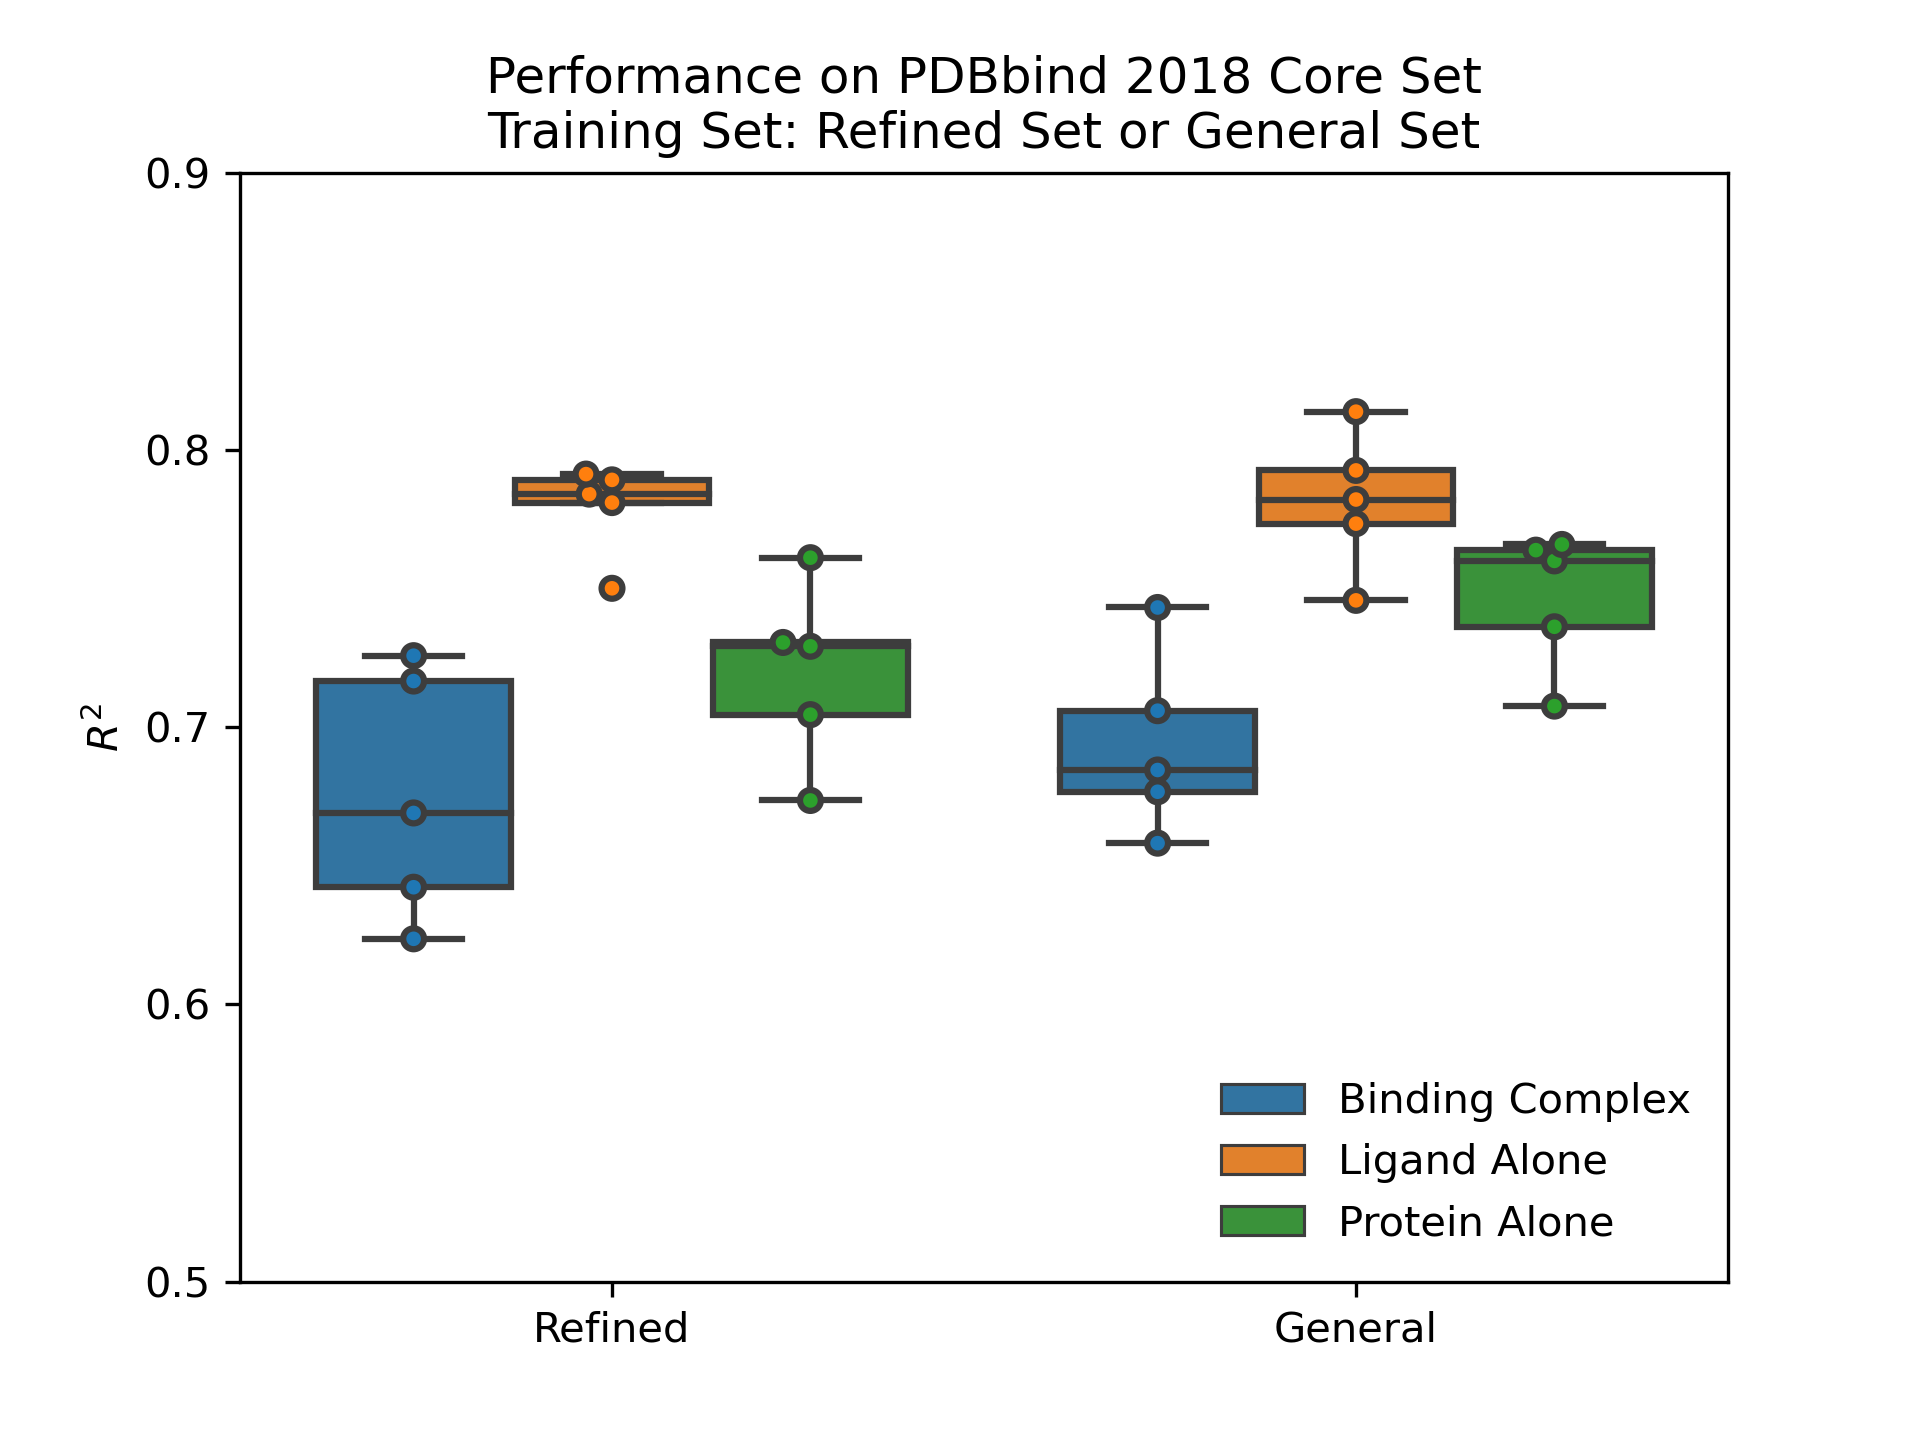 Performance on PDBbind 2018 Core Set
Training Set: Refined Set or General Set
0.9
0.8
0.7
0.6
0.5
R²
Refined
General
Binding Complex
Ligand Alone
Protein Alone